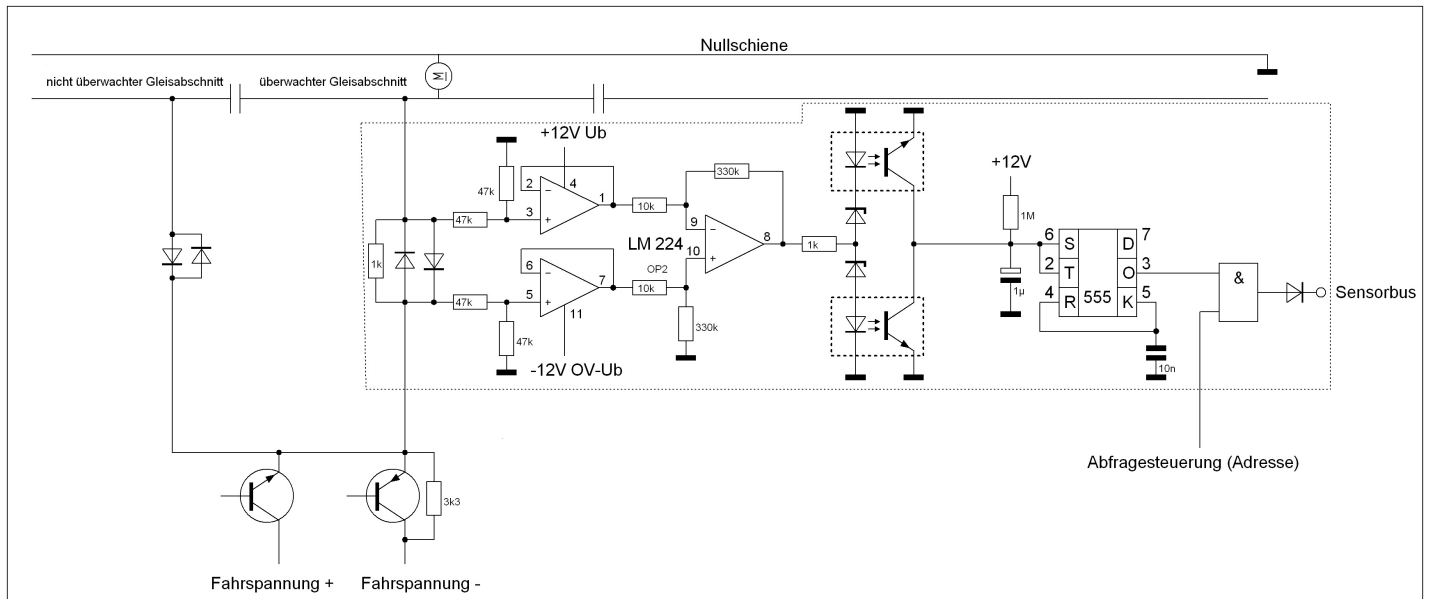 Nullschiene
nicht überwachter Gleisabschnitt
überwachter Gleisabschnitt
M
+12V Ub
47k
2
4
1
3
−
+
47k
10k
330k
1k
LM 224
9
−
8
10
+
OP2
1k
6
−
7
5
+
11
47k
10k
330k
47k
-12V OV-Ub
+12V
1M
1µ
6 S D 7
2 T O 3
4 R 555 K 5
10n
&
Sensorbus
Abfragesteuerung (Adresse)
3k3
Fahrspannung +
Fahrspannung -